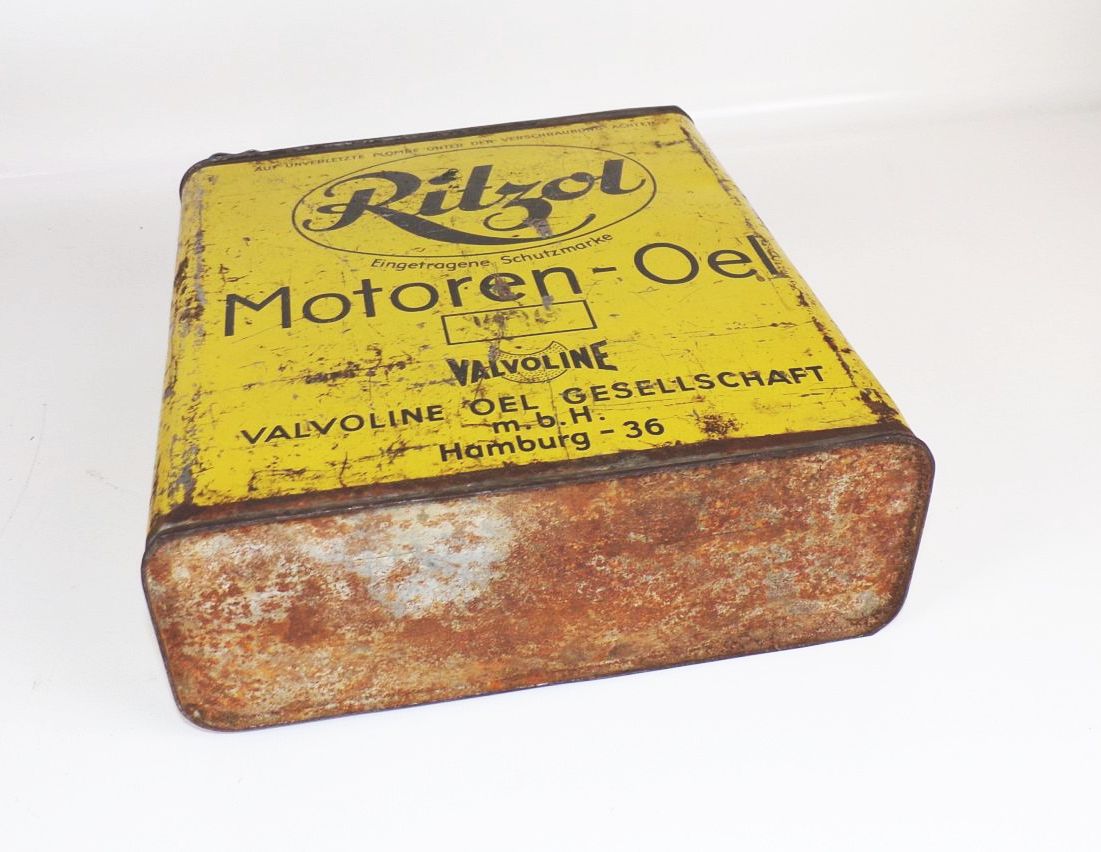 AUF UNVERLETZTE PLOMBE UNTER DER VERSCHRAUBUNG ACHTEN
Ritzol
Eingetragene Schutzmarke
Motoren-Oel
VALVOLINE
VALVOLINE OEL GESELLSCHAFT
m.b.H.
Hamburg - 36